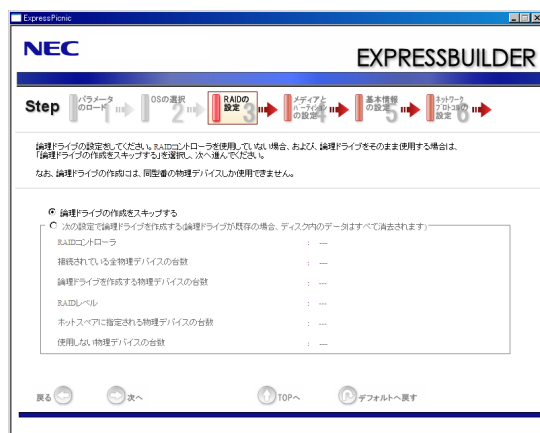 ExpressPicnic
NEC
EXPRESSBUILDER
Step
パラメータのロード 1
OSの選択 2
RAIDの設定 3
メディアとパーティションの設定 4
基本情報の設定 5
ネットワークプロトコルの設定 6
論理ドライブの設定をしてください。RAIDコントローラを使用していない場合、および、論理ドライブをそのまま使用する場合は、
「論理ドライブの作成をスキップする」を選択し、次へ進んでください。
なお、論理ドライブの作成には、同型番の物理デバイスしか使用できません。
論理ドライブの作成をスキップする
次の設定で論理ドライブを作成する(論理ドライブが既存の場合、ディスク内のデータはすべて消去されます)
RAIDコントローラ : ---
接続されている全物理デバイスの台数 : ---
論理ドライブを作成する物理デバイスの台数 : ---
RAIDレベル : ---
ホットスペアに指定される物理デバイスの台数 : ---
使用しない物理デバイスの台数 : ---
戻る 次へ TOPへ デフォルトへ戻す